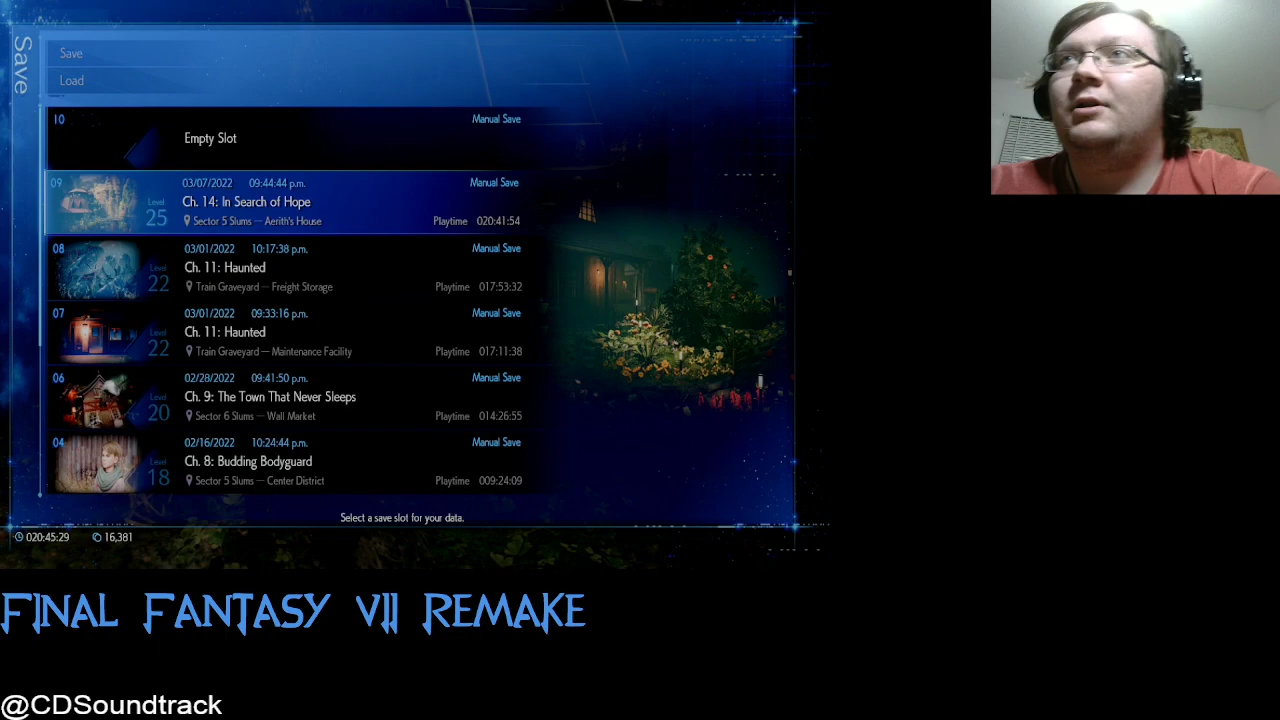 Save
Save
Load
10
Manual Save
Empty Slot
09
03/07/2022 09:44:44 p.m.
Manual Save
Level
25
Ch. 14: In Search of Hope
Sector 5 Slums — Aerith's House
Playtime 020:41:54
08
03/01/2022 10:17:38 p.m.
Manual Save
Level
22
Ch. 11: Haunted
Train Graveyard — Freight Storage
Playtime 017:53:32
07
03/01/2022 09:33:16 p.m.
Manual Save
Level
22
Ch. 11: Haunted
Train Graveyard — Maintenance Facility
Playtime 017:11:38
06
02/28/2022 09:41:50 p.m.
Manual Save
Level
20
Ch. 9: The Town That Never Sleeps
Sector 6 Slums — Wall Market
Playtime 014:26:55
04
02/16/2022 10:24:44 p.m.
Manual Save
Level
18
Ch. 8: Budding Bodyguard
Sector 5 Slums — Center District
Playtime 009:24:09
Select a save slot for your data.
020:45:29 16,381
Final Fantasy VII Remake
@CDSoundtrack